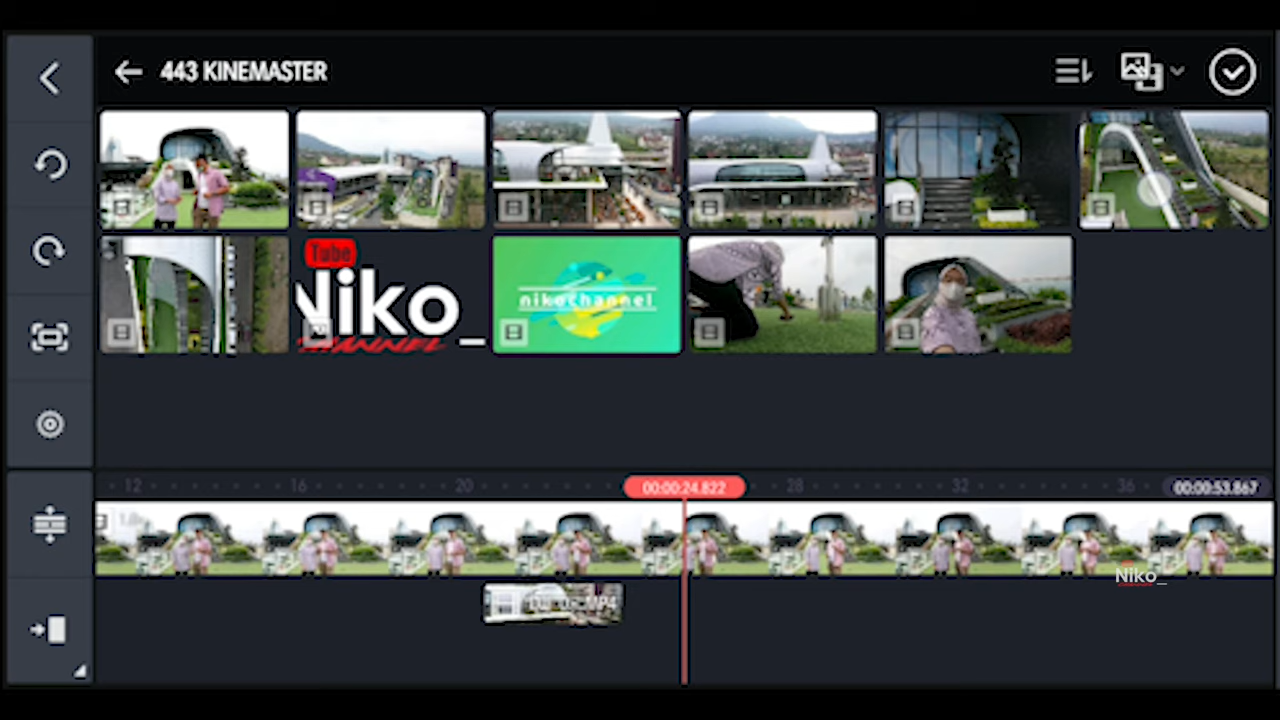 443 KINEMASTER
Tube
Niko_
CHANNEL
nikochannel
12 16 20 00:00:24.822 28 32 36 00:00:53.867
Niko_